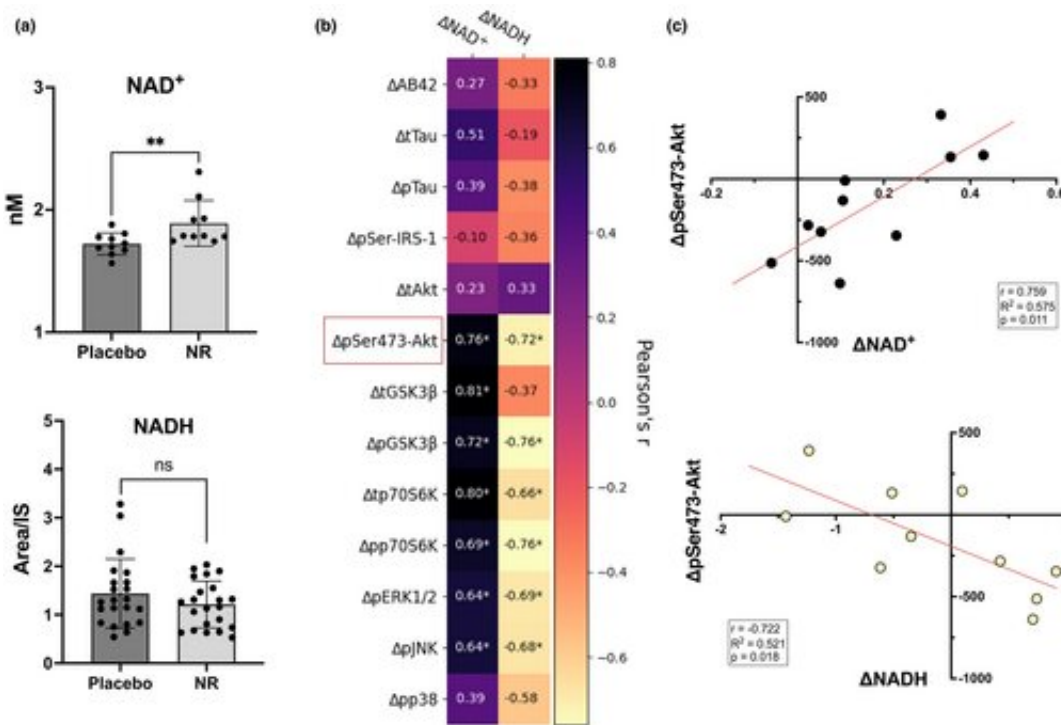 (a)
NAD+
3
2
1
nM
**
Placebo
NR
NADH
5
4
3
2
1
0
Area/IS
ns
Placebo
NR
(b)
ΔNAD+
ΔNADH
ΔAB42 0.27 -0.33
ΔtTau 0.51 -0.19
ΔpTau 0.39 -0.38
ΔpSer-IRS-1 -0.10 -0.36
ΔtAkt 0.23 0.33
ΔpSer473-Akt 0.76* -0.72*
ΔtGSK3β 0.81* -0.37
ΔpGSK3β 0.72* -0.76*
Δtp70S6K 0.80* -0.66*
Δpp70S6K 0.69* -0.76*
ΔpERK1/2 0.64* -0.69*
ΔpJNK 0.64* -0.68*
Δpp38 0.39 -0.58
0.8
0.6
0.4
0.2
0.0
−0.2
−0.4
−0.6
Pearson's r
(c)
500
-0.2
0.2
0.4
0.6
-500
-1000
ΔpSer473-Akt
ΔNAD+
r = 0.759
R² = 0.575
p = 0.011
500
-2
-1
-500
-1000
ΔpSer473-Akt
ΔNADH
r = -0.722
R² = 0.521
p = 0.018